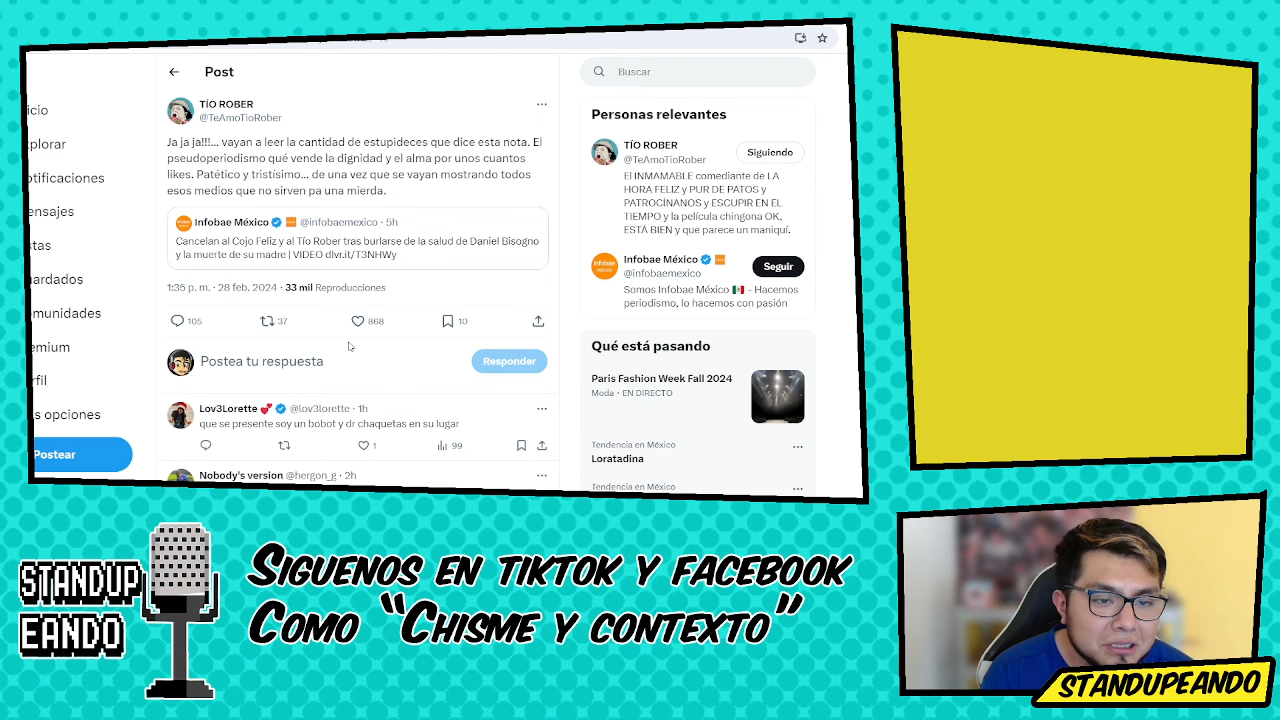 Post
Buscar
TÍO ROBER
@TeAmoTioRober
Ja ja ja!!!... vayan a leer la cantidad de estupideces que dice esta nota. El
pseudoperiodismo qué vende la dignidad y el alma por unos cuantos
likes. Patético y tristísimo... de una vez que se vayan mostrando todos
esos medios que no sirven pa una mierda.
Infobae México @infobaemexico · 5h
Cancelan al Cojo Feliz y al Tío Rober tras burlarse de la salud de Daniel Bisogno
y la muerte de su madre | VIDEO dlvr.it/T3NHWy
1:35 p. m. · 28 feb. 2024 · 33 mil Reproducciones
105 37 868 10
Postea tu respuesta
Responder
Lov3Lorette 💕 @lov3lorette · 1h
que se presente soy un bobot y dr chaquetas en su lugar
1 99
Nobody's version @hergon_g · 2h
icio
xplorar
otificaciones
ensajes
stas
uardados
omunidades
emium
rfil
s opciones
Postear
Personas relevantes
TÍO ROBER
@TeAmoTioRober
Siguiendo
El INMAMABLE comediante de LA
HORA FELIZ y PUR DE PATOS y
PATROCÍNANOS y ESCUPIR EN EL
TIEMPO y la película chingona OK,
ESTÁ BIEN y que parece un maniquí.
infobae
MÉXICO
Infobae México
@infobaemexico
Seguir
Somos Infobae México 🇲🇽 - Hacemos
periodismo, lo hacemos con pasión
Qué está pasando
Paris Fashion Week Fall 2024
Moda · EN DIRECTO
Tendencia en México
Loratadina
Tendencia en México
STANDUP
EANDO
SIGUENOS EN TIKTOK Y FACEBOOK
COMO "CHISME Y CONTEXTO"
STANDUPEANDO